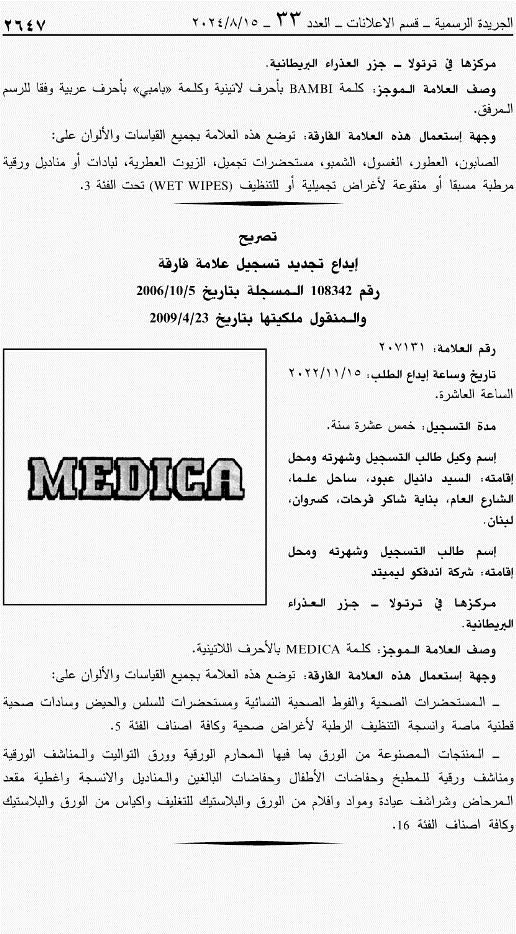 الجريدة الرسمية ــ قسم الاعلانات ــ العدد ٣٣ ــ ٢٠٢٤/٨/١٥
٢٦٤٧
مركزها في ترتولا ــ جزر العذراء البريطانية.
وصف العلامة الموجز: كلمة BAMBI بأحرف لاتينية وكلمة «بامبي» بأحرف عربية وفقا للرسم
المرفق.
وجهة إستعمال هذه العلامة الفارقة: توضع هذه العلامة بجميع القياسات والألوان على:
الصابون، العطور، الغسول، الشمبو، مستحضرات تجميل، الزيوت العطرية، لبادات أو مناديل ورقية
مرطبة مسبقا أو منقوعة لأغراض تجميلية أو للتنظيف (WET WIPES) تحت الفئة 3.
تصريح
إيداع تجديد تسجيل علامة فارقة
رقم 108342 المسجلة بتاريخ 2006/10/5
والمنقول ملكيتها بتاريخ 2009/4/23
رقم العلامة: ٢٠٧١٣١
تاريخ وساعة إيداع الطلب: ٢٠٢٢/١١/١٥
الساعة العاشرة.
مدة التسجيل: خمس عشرة سنة.
إسم وكيل طالب التسجيل وشهرته ومحل
إقامته: السيد دانيال عبود، ساحل علما،
الشارع العام، بناية شاكر فرحات، كسروان،
لبنان.
إسم طالب التسجيل وشهرته ومحل
إقامته: شركة اندفكو ليميتد
مركزها في ترتولا ــ جزر العذراء
البريطانية.
MEDICA
وصف العلامة الموجز: كلمة MEDICA بالأحرف اللاتينية.
وجهة إستعمال هذه العلامة الفارقة: توضع هذه العلامة بجميع القياسات والألوان على:
ــ المستحضرات الصحية والفوط الصحية النسائية ومستحضرات للسلس والحيض وسادات صحية
قطنية ماصة وانسجة التنظيف الرطبة لأغراض صحية وكافة اصناف الفئة 5.
ــ المنتجات المصنوعة من الورق بما فيها المحارم الورقية وورق التواليت والمناشف الورقية
ومناشف ورقية للمطبخ وحفاضات الأطفال وحفاضات البالغين والمناديل والانسجة واغطية مقعد
المرحاض وشراشف عيادة ومواد وافلام من الورق والبلاستيك للتغليف واكياس من الورق والبلاستيك
وكافة اصناف الفئة 16.